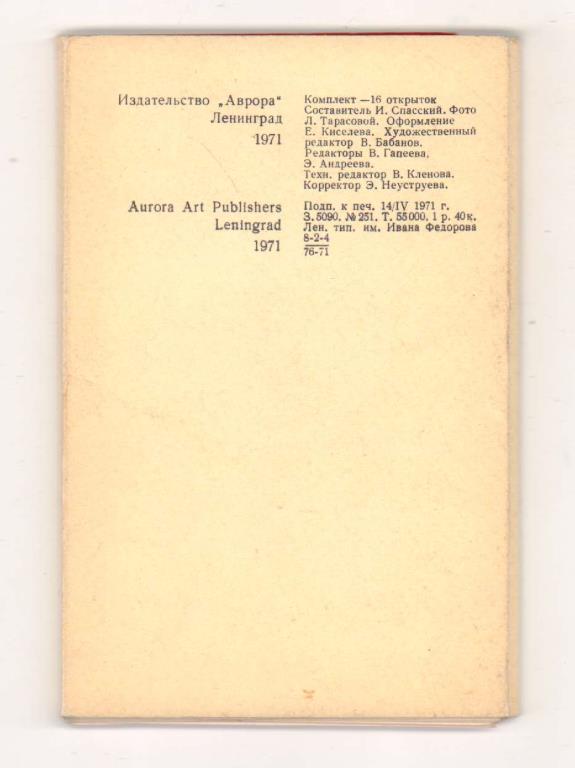 Издательство „Аврора“
Ленинград
1971
Комплект —16 открыток
Составитель И. Спасский. Фото
Л. Тарасовой. Оформление
Е. Киселева. Художественный
редактор В. Бабанов.
Редакторы В. Гапеева,
Э. Андреева.
Техн. редактор В. Кленова.
Корректор Э. Неуструева.
Aurora Art Publishers
Leningrad
1971
Подп. к печ. 14/IV 1971 г.
З. 5090. № 251. Т. 55000. 1 р. 40 к.
Лен. тип. им. Ивана Федорова
8-2-4
76-71